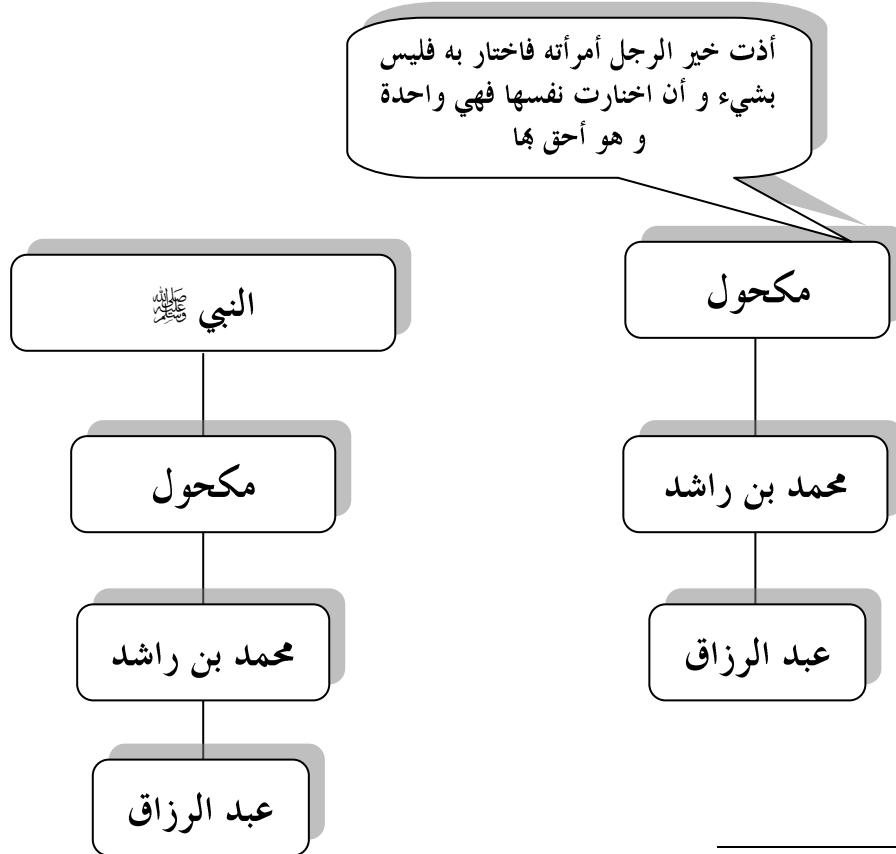 أذت خير الرجل أمرأته فاختار به فليس
بشيء و أن اخنارت نفسها فهي واحدة
و هو أحق بها
مكحول
محمد بن راشد
عبد الرزاق
النبي ﷺ
مكحول
محمد بن راشد
عبد الرزاق